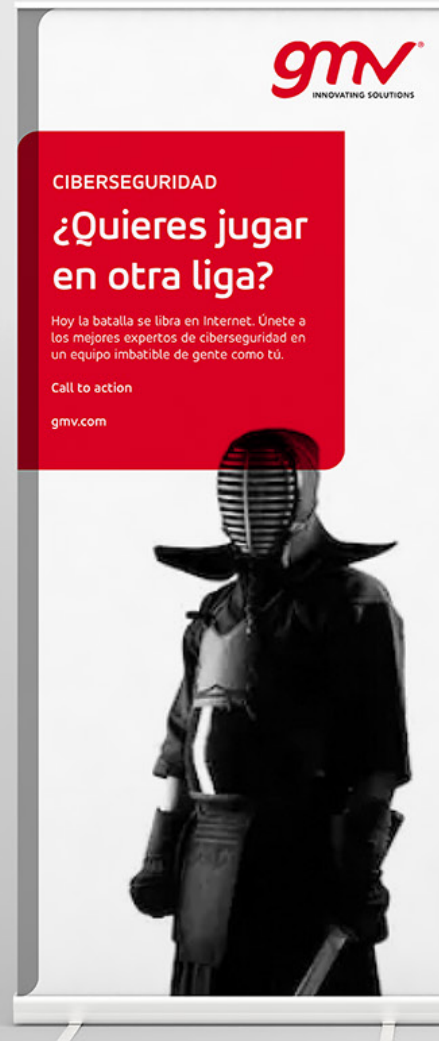 gmv®
INNOVATING SOLUTIONS
CIBERSEGURIDAD
¿Quieres jugar
en otra liga?
Hoy la batalla se libra en Internet. Únete a
los mejores expertos de ciberseguridad en
un equipo imbatible de gente como tú.
Call to action
gmv.com